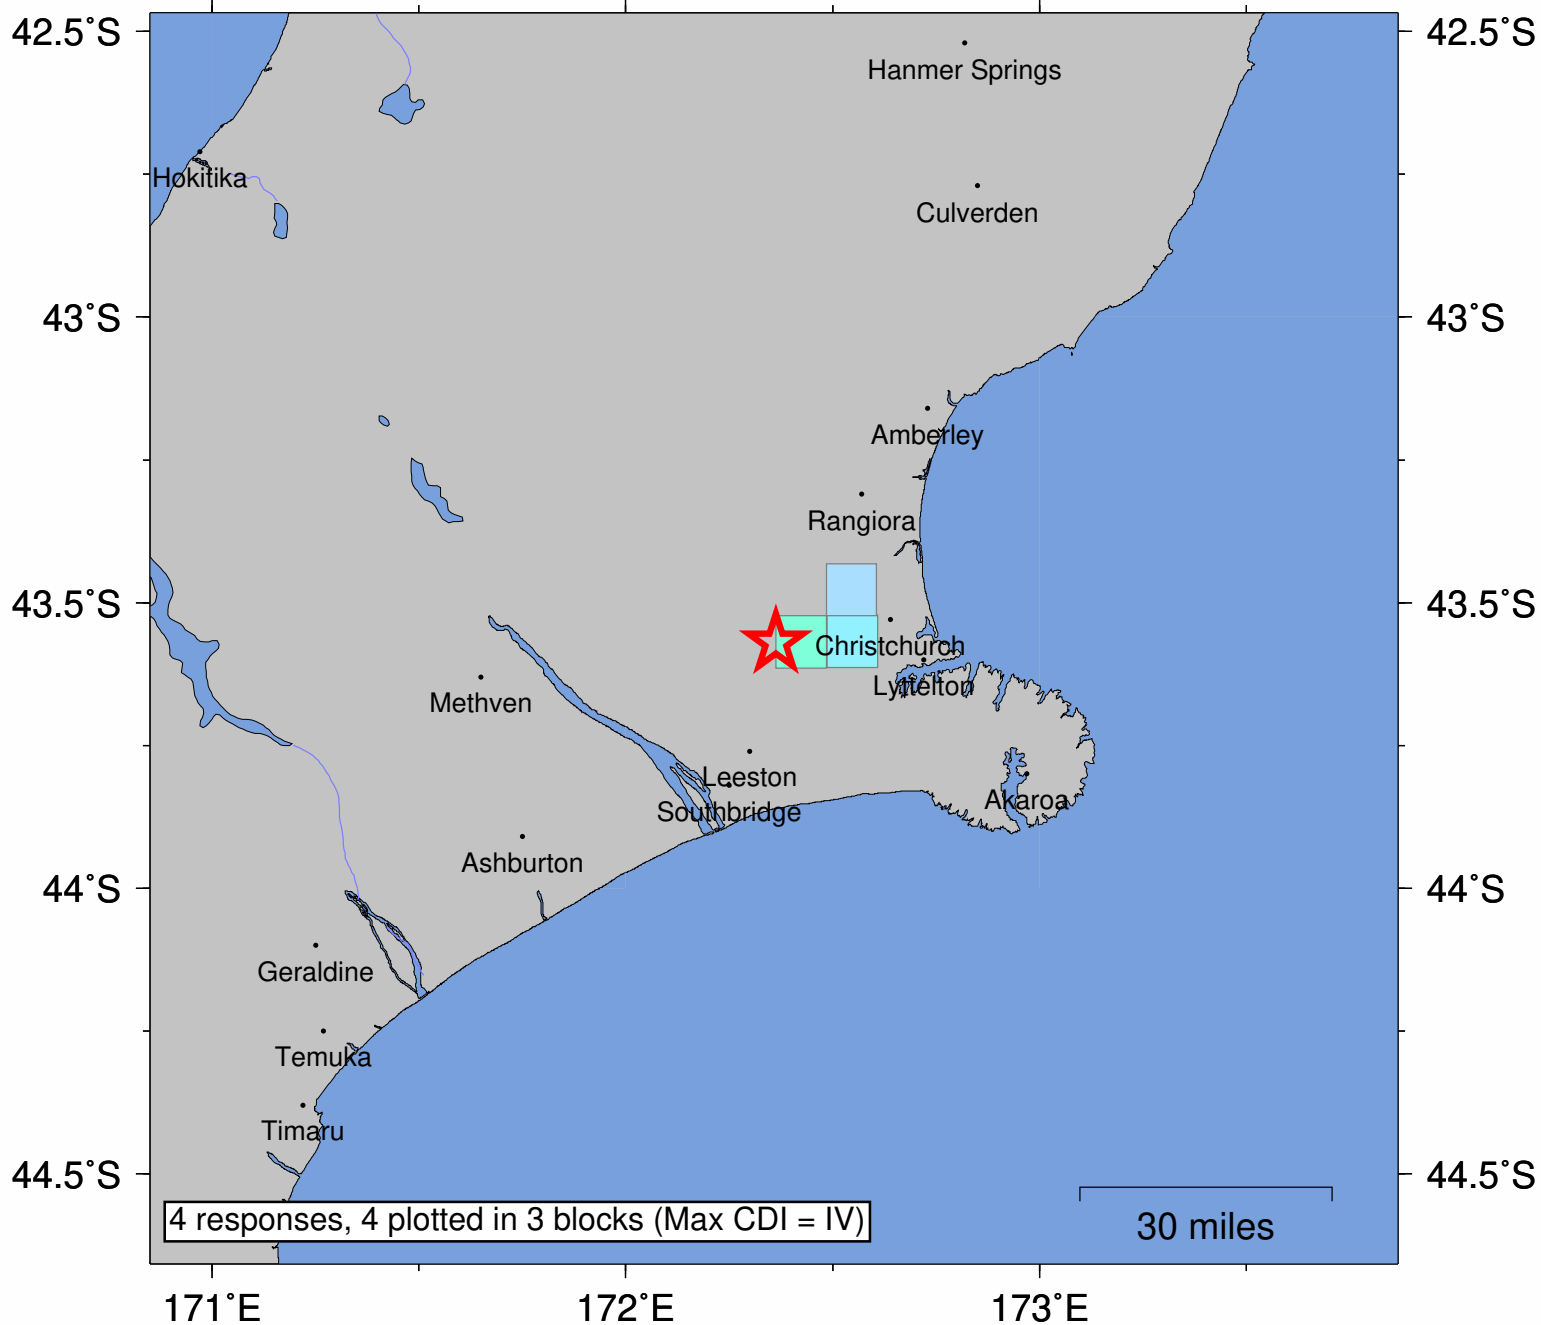 42.5°S
42.5°S
Hanmer Springs
Hokitika
Culverden
43°S
43°S
Amberley
Rangiora
43.5°S
43.5°S
Christchurch
Lyttelton
Methven
Leeston
Akaroa
Southbridge
Ashburton
44°S
44°S
Geraldine
Temuka
Timaru
44.5°S
44.5°S
4 responses, 4 plotted in 3 blocks (Max CDI = IV)
30 miles
171°E
172°E
173°E